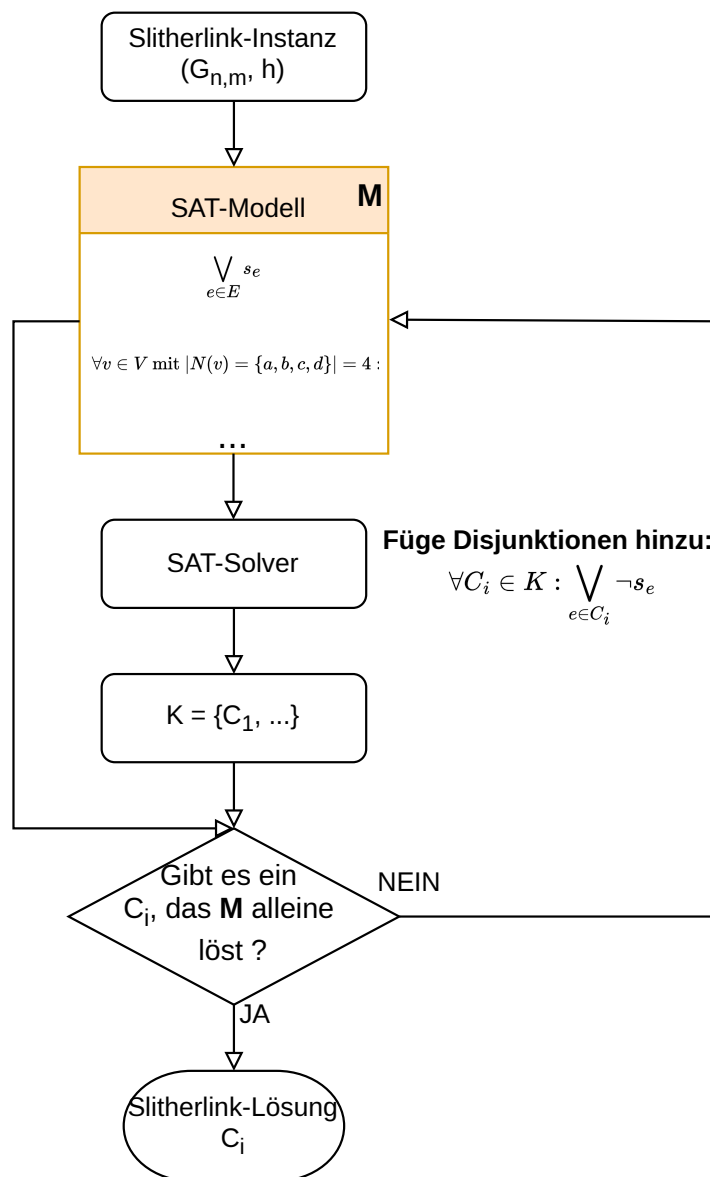 Slitherlink-Instanz
(Gn,m, h)
SAT-Modell
M
⋁ sₑ
e∈E
∀v ∈ V mit |N(v) = {a, b, c, d}| = 4 :
...
SAT-Solver
Füge Disjunktionen hinzu:
∀Cᵢ ∈ K : ⋁ ¬sₑ
e∈Cᵢ
K = {C₁, ...}
Gibt es ein
Cᵢ, das M alleine
löst ?
NEIN
JA
Slitherlink-Lösung
Cᵢ